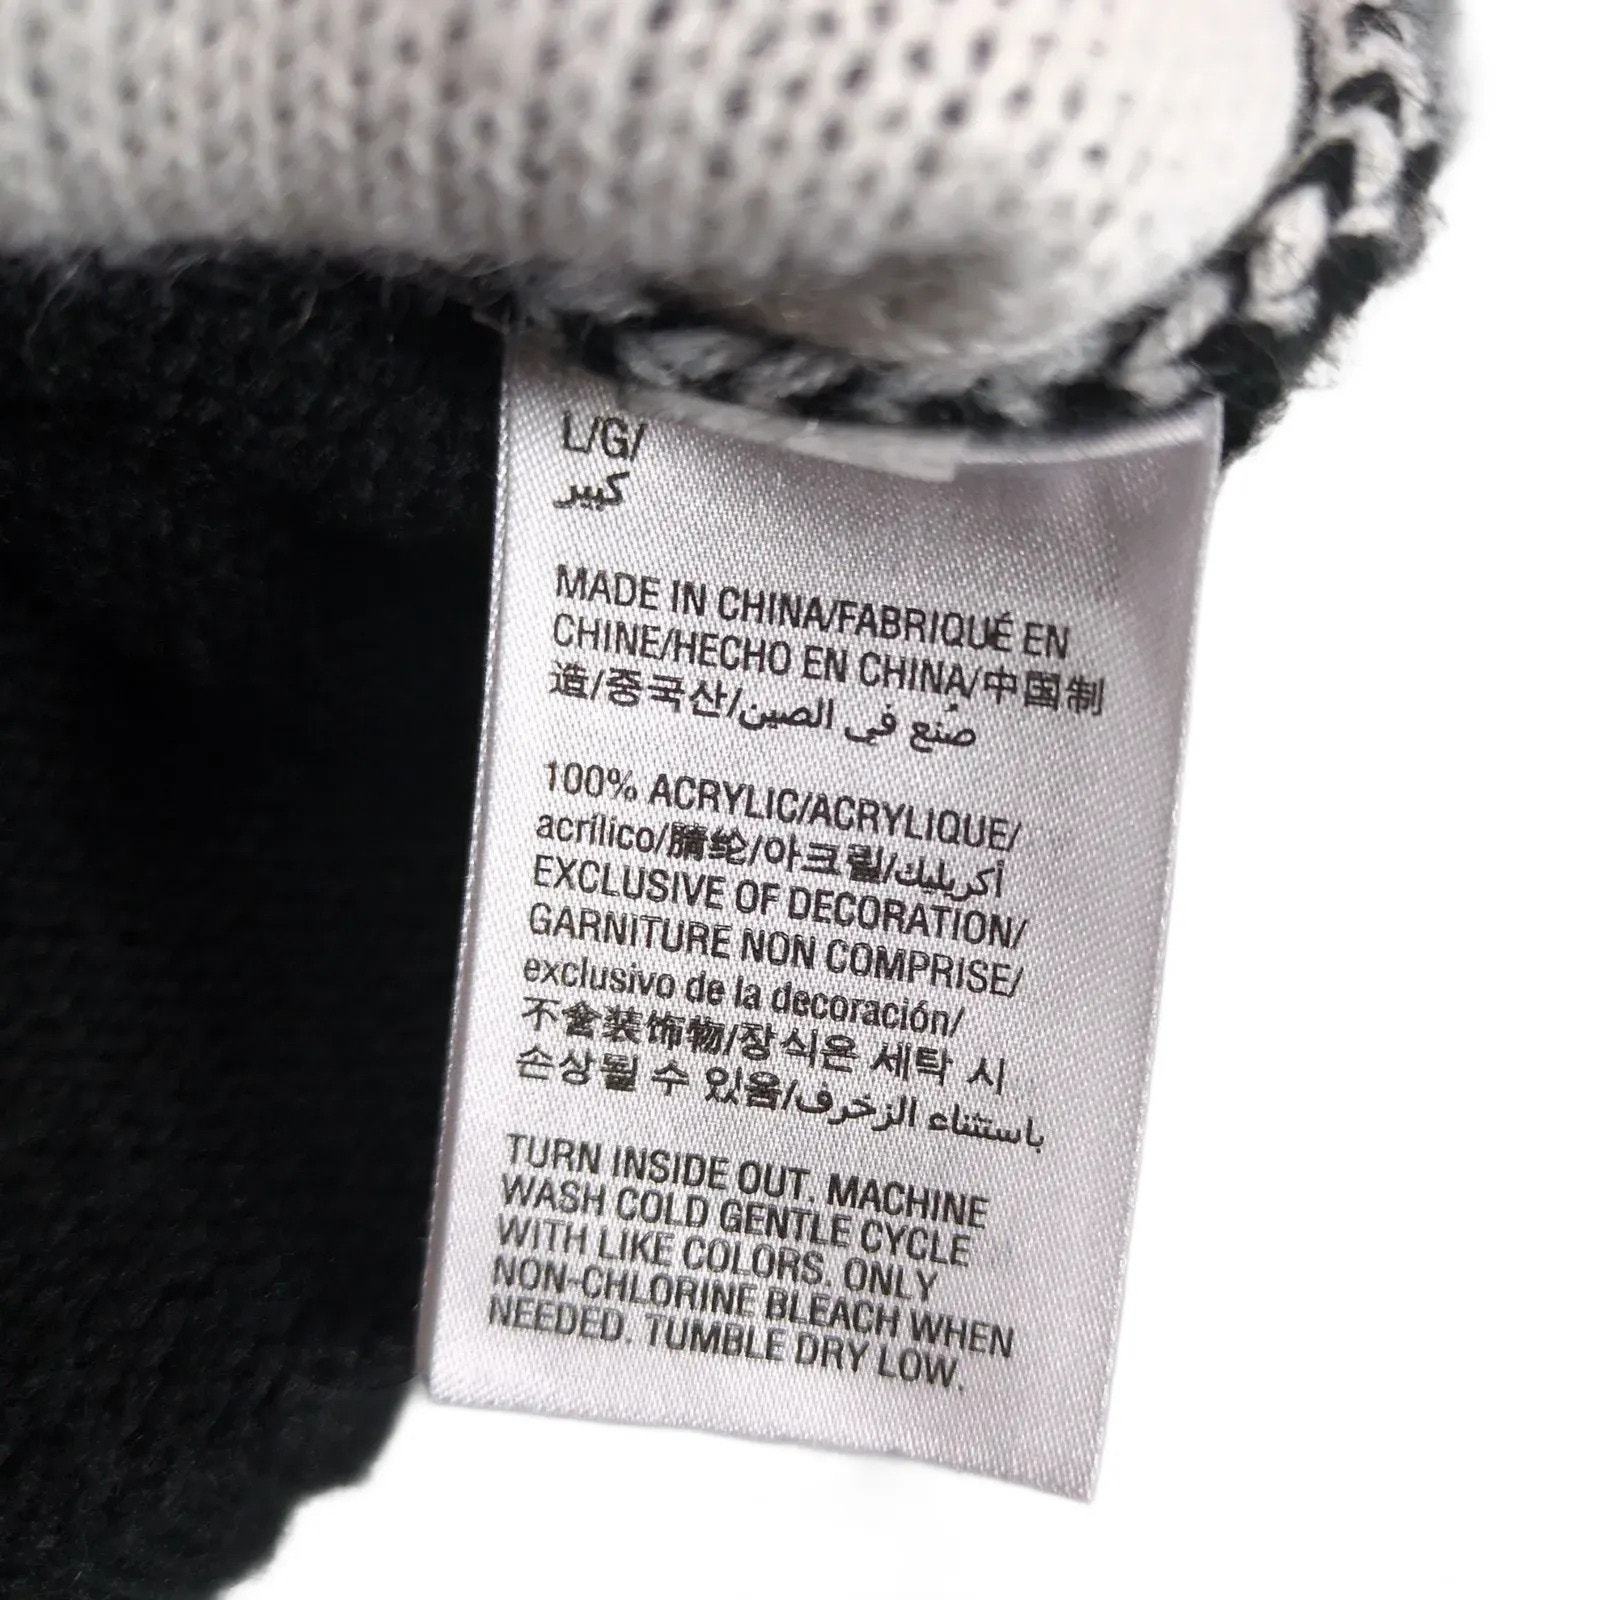 L/G/
كبير
MADE IN CHINA/FABRIQUÉ EN
CHINE/HECHO EN CHINA/中国制
造/중국산/صُنع في الصين
100% ACRYLIC/ACRYLIQUE/
acrílico/腈纶/아크릴/أكريليك
EXCLUSIVE OF DECORATION/
GARNITURE NON COMPRISE/
exclusivo de la decoración/
不含装饰物/장식은 세탁 시
손상될 수 있음/باستثناء الزخرف
TURN INSIDE OUT. MACHINE
WASH COLD GENTLE CYCLE
WITH LIKE COLORS. ONLY
NON-CHLORINE BLEACH WHEN
NEEDED. TUMBLE DRY LOW.